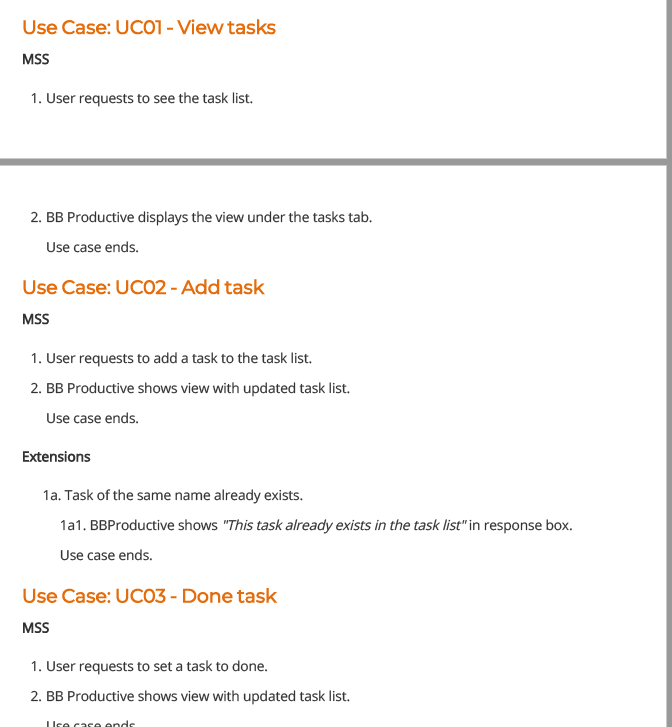 Use Case: UC01 - View tasks
MSS
1. User requests to see the task list.
2. BB Productive displays the view under the tasks tab.
Use case ends.
Use Case: UC02 - Add task
MSS
1. User requests to add a task to the task list.
2. BB Productive shows view with updated task list.
Use case ends.
Extensions
1a. Task of the same name already exists.
1a1. BBProductive shows "This task already exists in the task list" in response box.
Use case ends.
Use Case: UC03 - Done task
MSS
1. User requests to set a task to done.
2. BB Productive shows view with updated task list.
Use case ends.